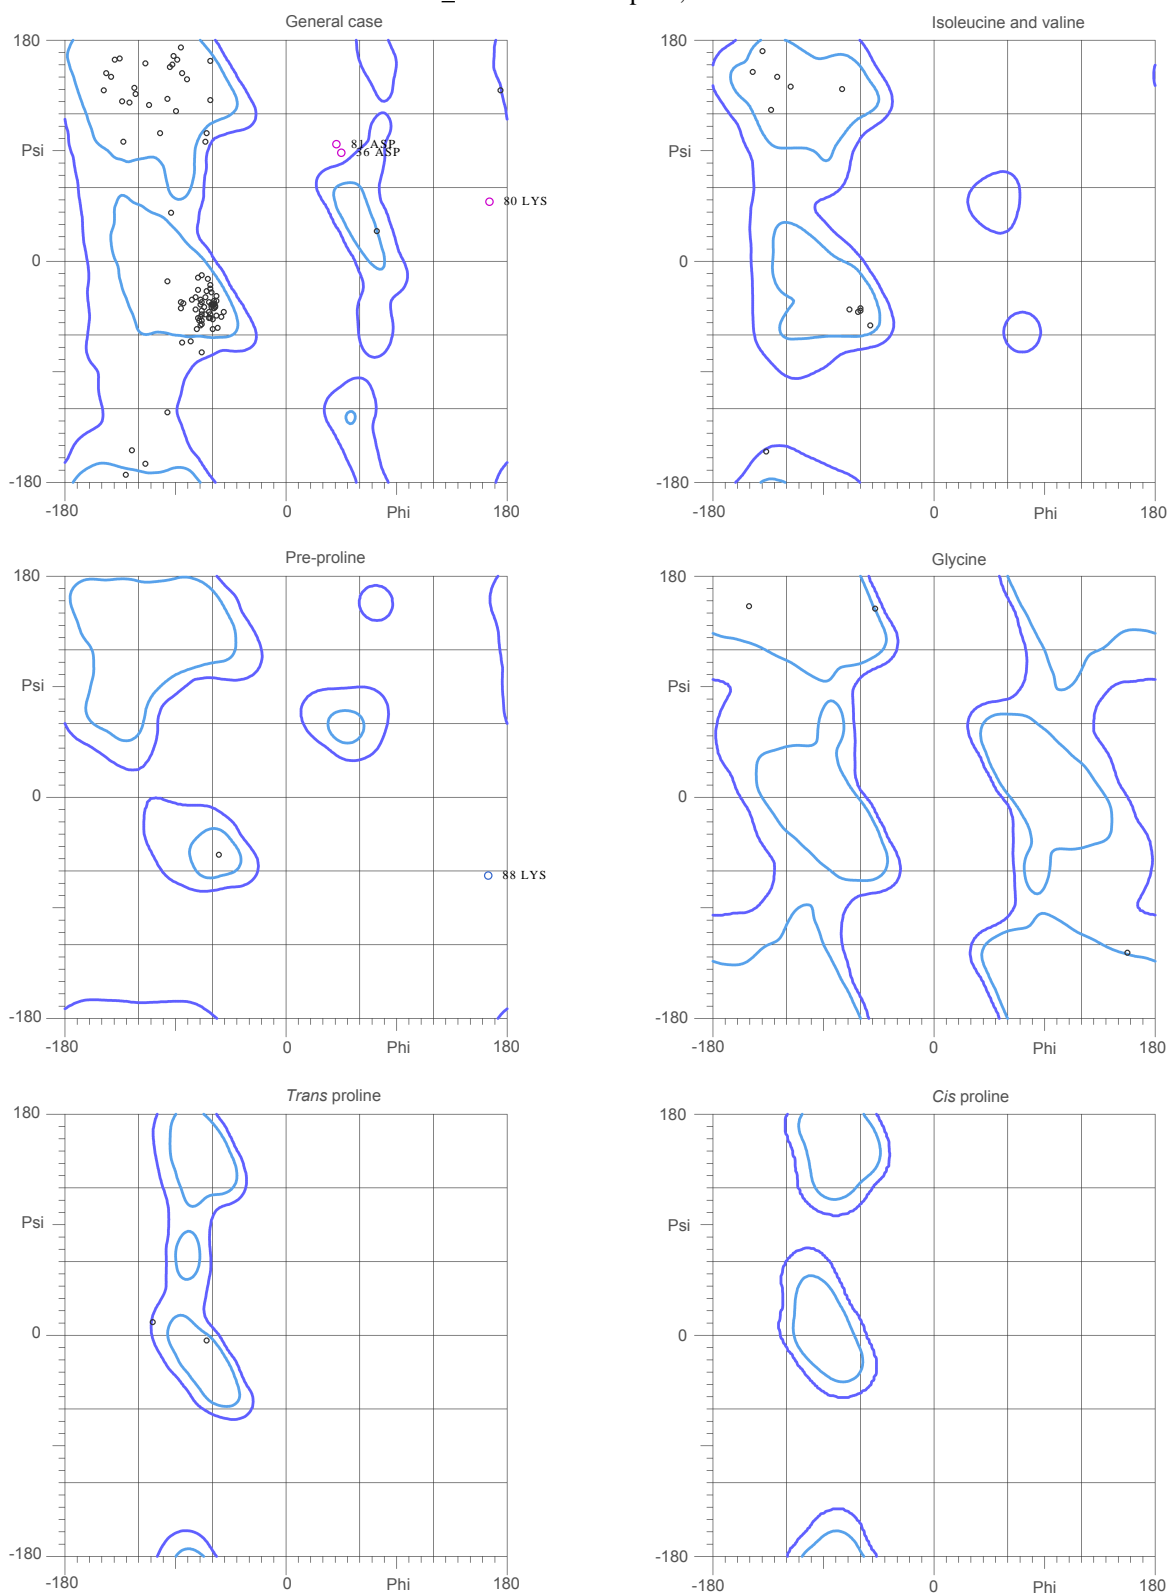 General case
Isoleucine and valine
180
180
81 ASP
56 ASP
Psi
Psi
80 LYS
0
0
-180
-180
-180
0
Phi
180
-180
0
Phi
180
Pre-proline
Glycine
180
180
Psi
Psi
0
0
88 LYS
-180
-180
-180
0
Phi
180
-180
0
Phi
180
Trans proline
Cis proline
180
180
Psi
Psi
0
0
-180
-180
-180
0
Phi
180
-180
0
Phi
180